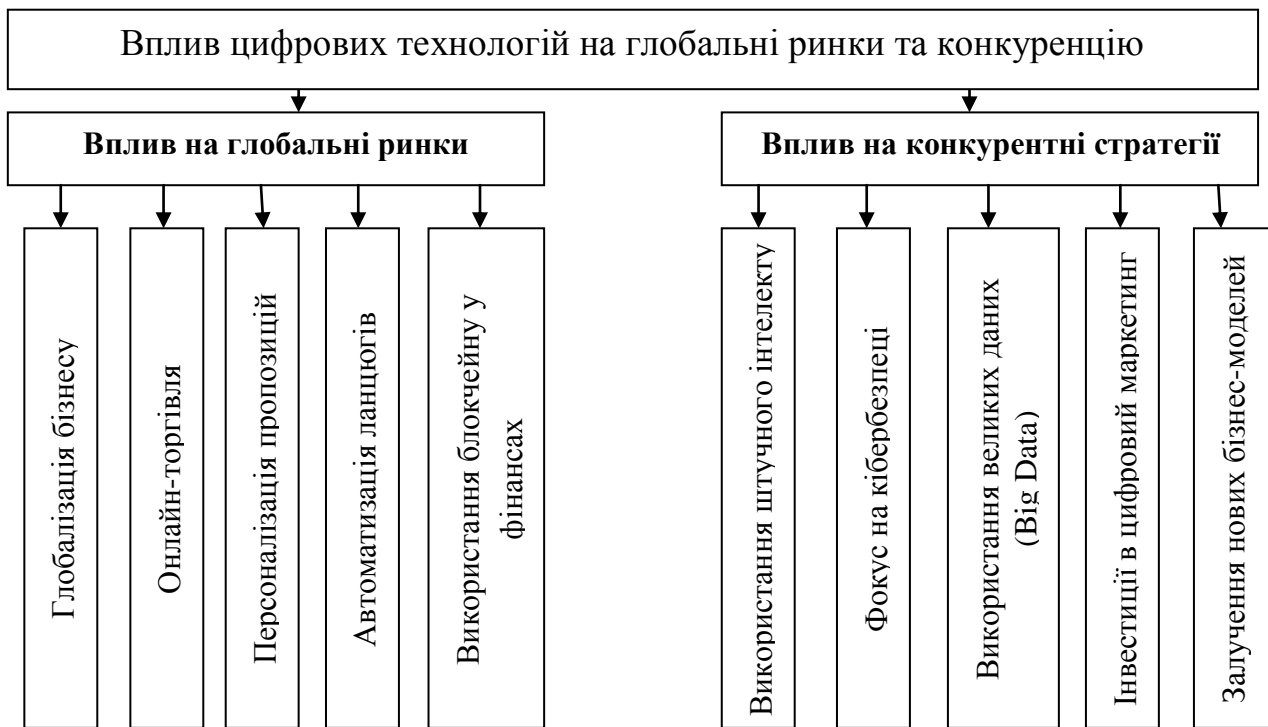 Вплив цифрових технологій на глобальні ринки та конкуренцію
Вплив на глобальні ринки
Вплив на конкурентні стратегії
Глобалізація бізнесу
Онлайн-торгівля
Персоналізація пропозицій
Автоматизація ланцюгів
Використання блокчейну у
фінансах
Використання штучного інтелекту
Фокус на кібербезпеці
Використання великих даних
(Big Data)
Інвестиції в цифровий маркетинг
Залучення нових бізнес-моделей